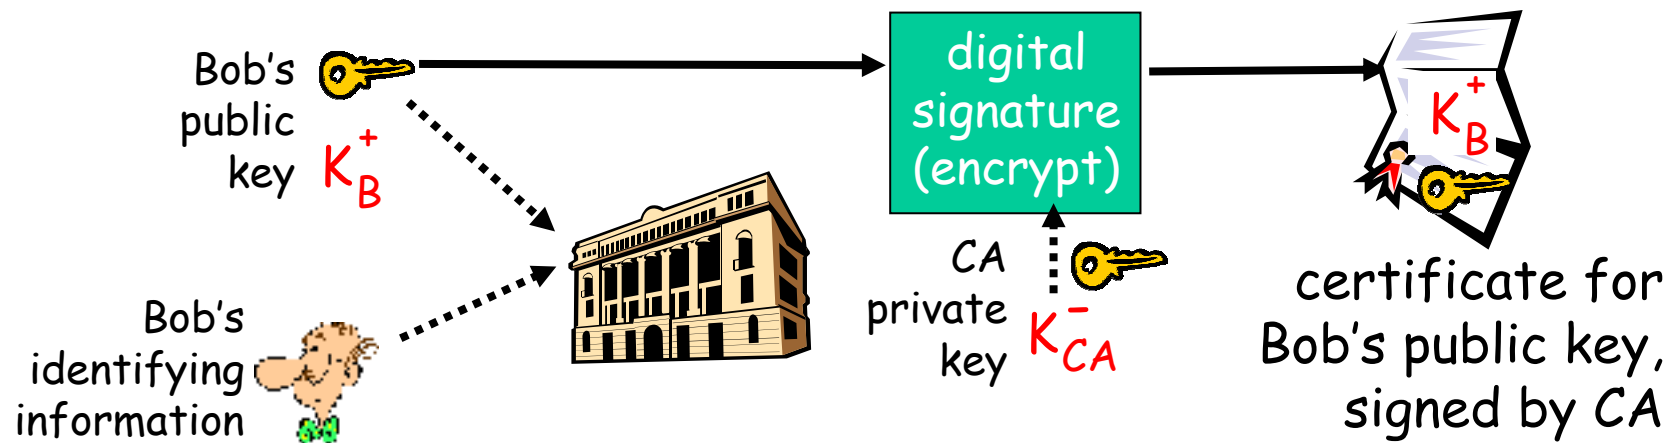 Bob's
public
key
K
+
B
digital
signature
(encrypt)
K
+
B
CA
private
key
K
-
CA
Bob's
identifying
information
certificate for
Bob's public key,
signed by CA